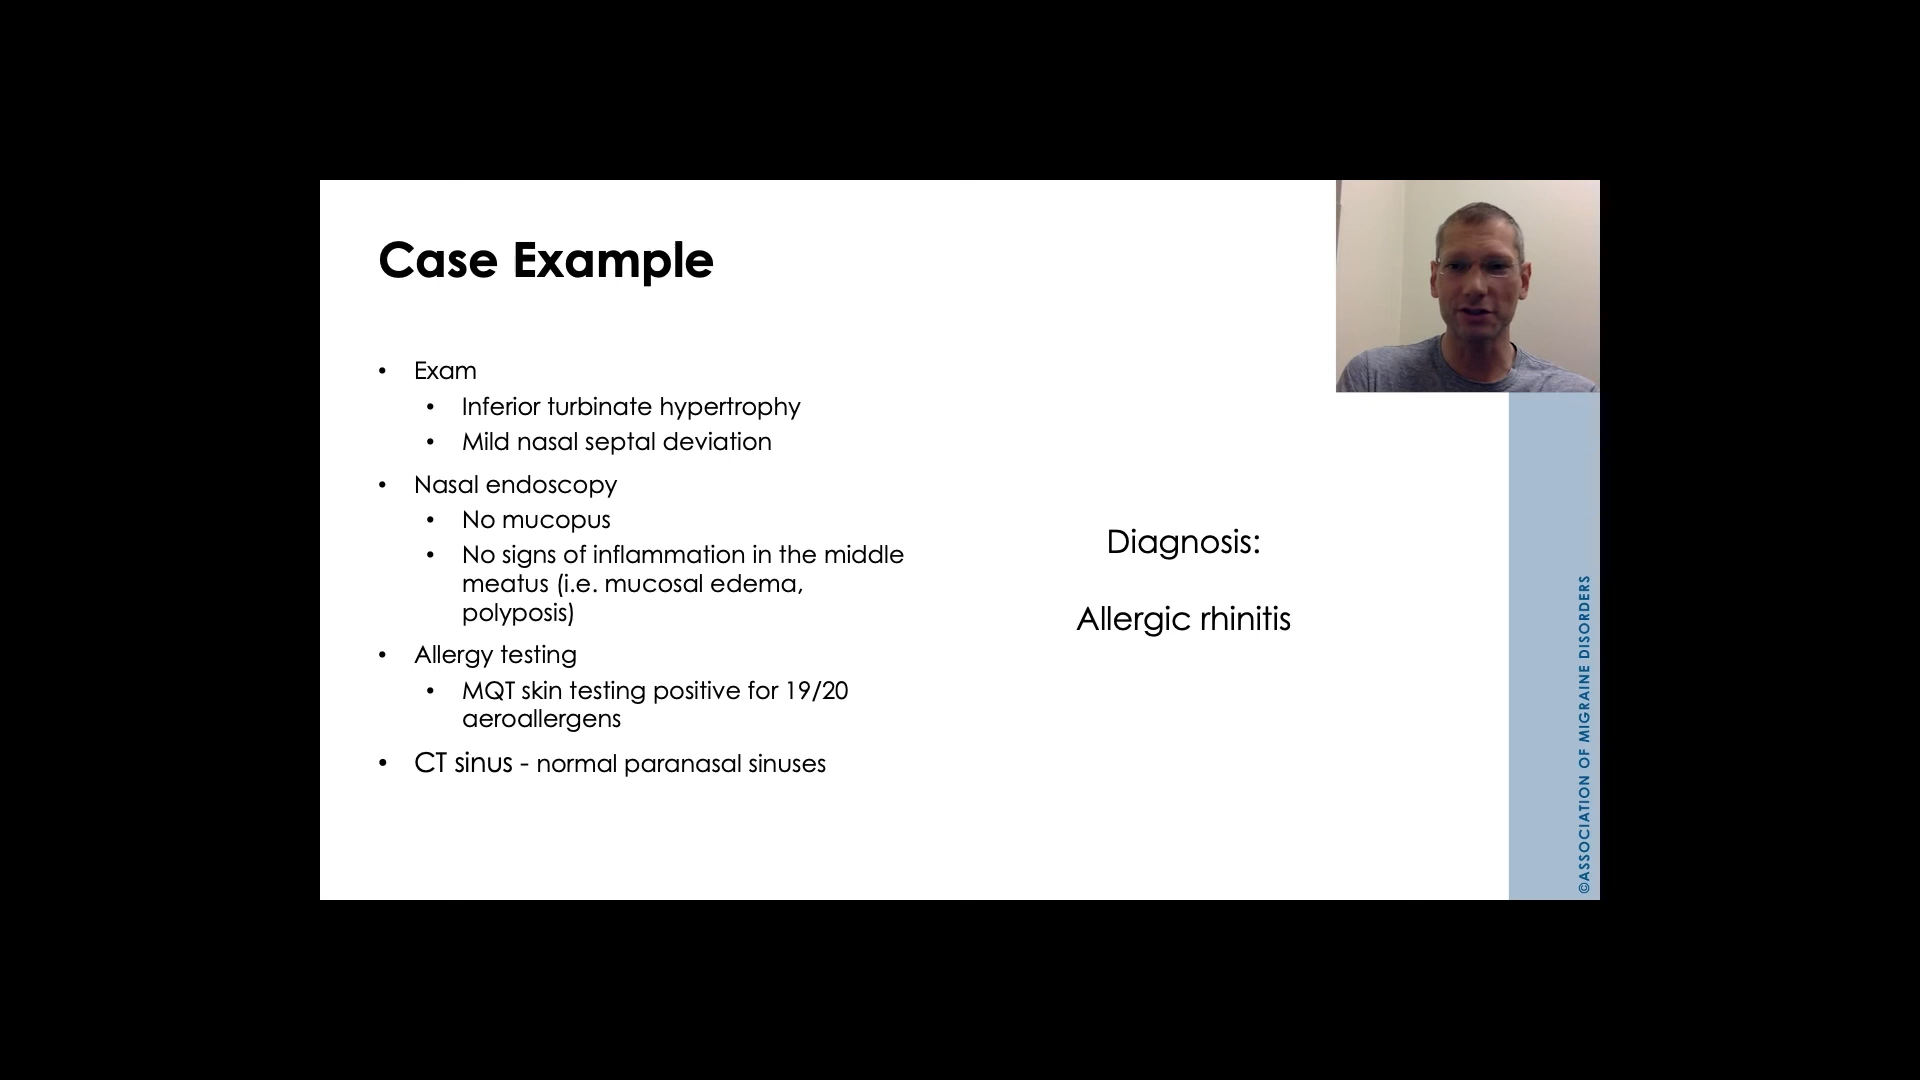 Case Example
• Exam
• Inferior turbinate hypertrophy
• Mild nasal septal deviation
• Nasal endoscopy
• No mucopus
• No signs of inflammation in the middle
meatus (i.e. mucosal edema,
polyposis)
• Allergy testing
• MQT skin testing positive for 19/20
aeroallergens
• CT sinus - normal paranasal sinuses
Diagnosis:
Allergic rhinitis
©ASSOCIATION OF MIGRAINE DISORDERS